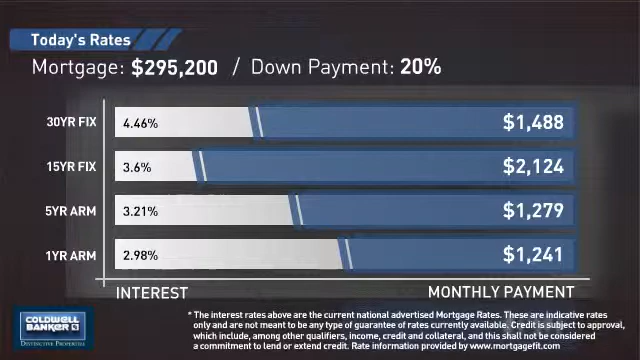 Today's Rates
Mortgage: $295,200 / Down Payment: 20%
30YR FIX 4.46% $1,488
15YR FIX 3.6% $2,124
5YR ARM 3.21% $1,279
1YR ARM 2.98% $1,241
INTEREST MONTHLY PAYMENT
COLDWELL
BANKER
DISTINCTIVE PROPERTIES
* The interest rates above are the current national advertised Mortgage Rates. These are indicative rates
only and are not meant to be any type of guarantee of rates currently available. Credit is subject to approval,
which include, among other qualifiers, income, credit and collateral, and this shall not be considered
a commitment to lend or extend credit. Rate information provided by www.mortgagefit.com